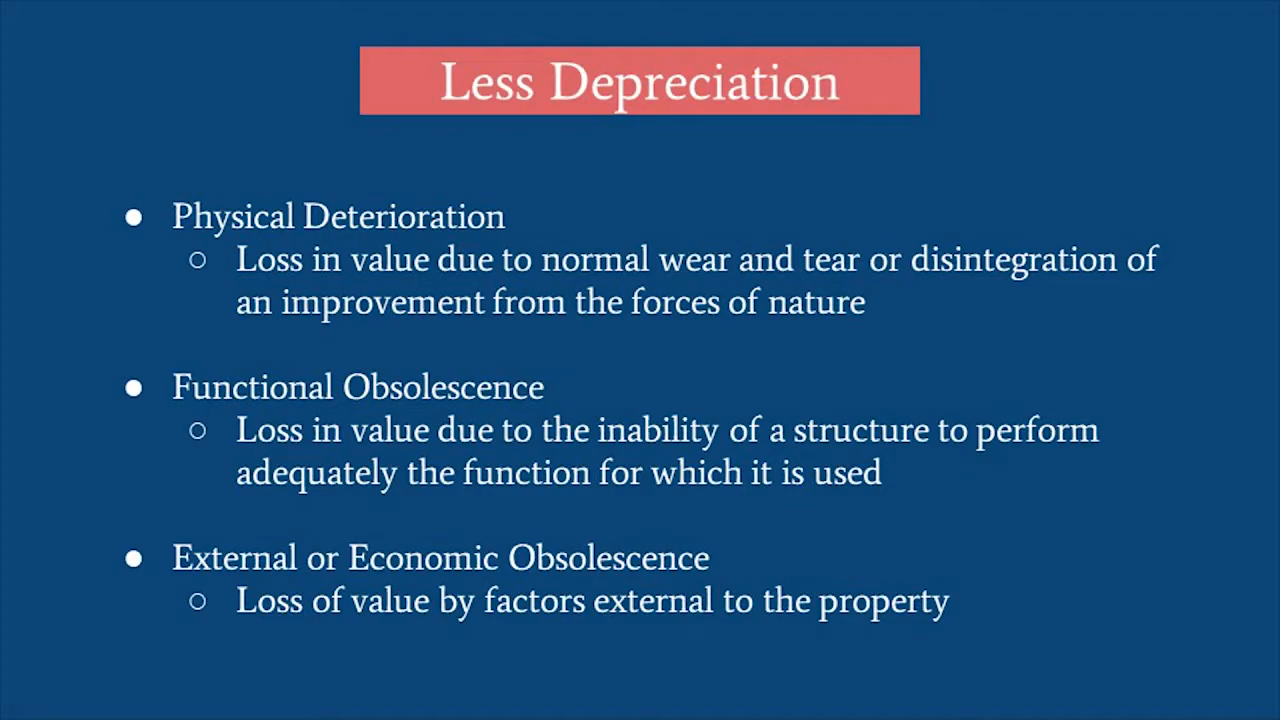 Less Depreciation
● Physical Deterioration
○ Loss in value due to normal wear and tear or disintegration of
an improvement from the forces of nature
● Functional Obsolescence
○ Loss in value due to the inability of a structure to perform
adequately the function for which it is used
● External or Economic Obsolescence
○ Loss of value by factors external to the property